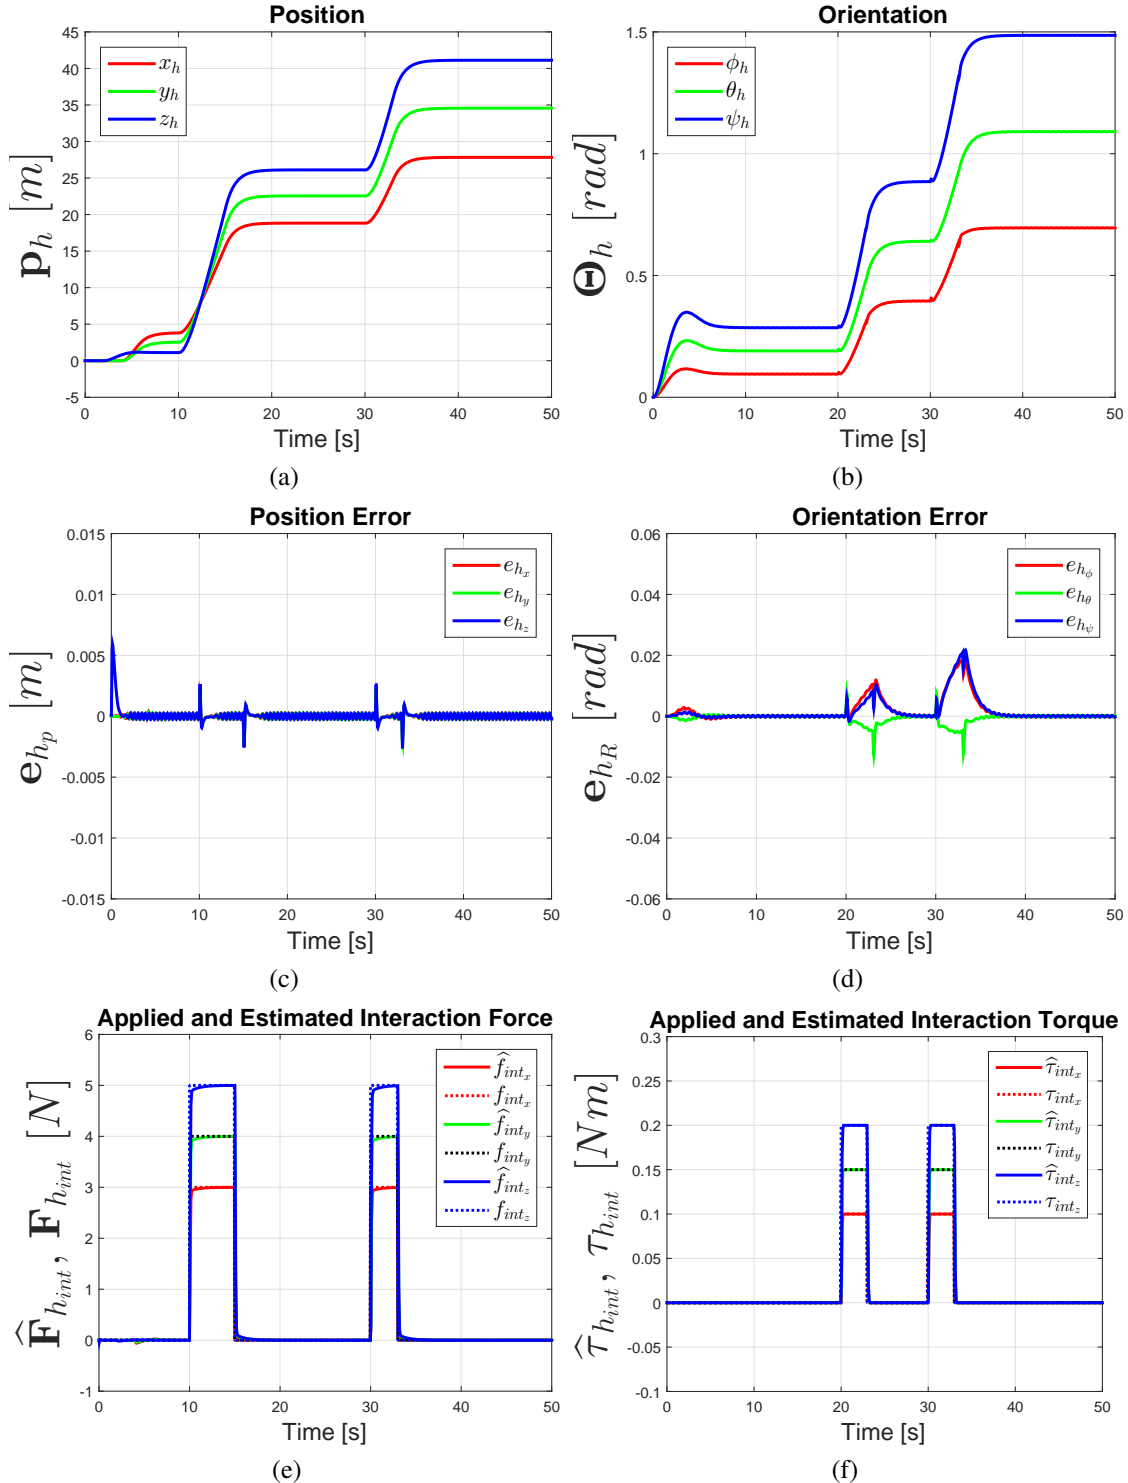 Position
Orientation
45
40
35
30
25
20
15
10
5
0
-5
x_h
y_h
z_h
p_h [m]
0 10 20 30 40 50
Time [s]
(a)
1.5
1
0.5
0
ϕ_h
θ_h
ψ_h
Θ_h [rad]
0 10 20 30 40 50
Time [s]
(b)
Position Error
Orientation Error
0.015
0.01
0.005
0
-0.005
-0.01
-0.015
e_{h_x}
e_{h_y}
e_{h_z}
e_{h_p} [m]
0 10 20 30 40 50
Time [s]
(c)
0.06
0.04
0.02
0
-0.02
-0.04
-0.06
e_{h_ϕ}
e_{h_θ}
e_{h_ψ}
e_{h_R} [rad]
0 10 20 30 40 50
Time [s]
(d)
Applied and Estimated Interaction Force
Applied and Estimated Interaction Torque
6
5
4
3
2
1
0
-1
f̂_{int_x}
f_{int_x}
f̂_{int_y}
f_{int_y}
f̂_{int_z}
f_{int_z}
F̂_{h_{int}}, F_{h_{int}} [N]
0 10 20 30 40 50
Time [s]
(e)
0.3
0.25
0.2
0.15
0.1
0.05
0
-0.05
-0.1
τ̂_{int_x}
τ_{int_x}
τ̂_{int_y}
τ_{int_y}
τ̂_{int_z}
τ_{int_z}
τ̂_{h_{int}}, τ_{h_{int}} [Nm]
0 10 20 30 40 50
Time [s]
(f)